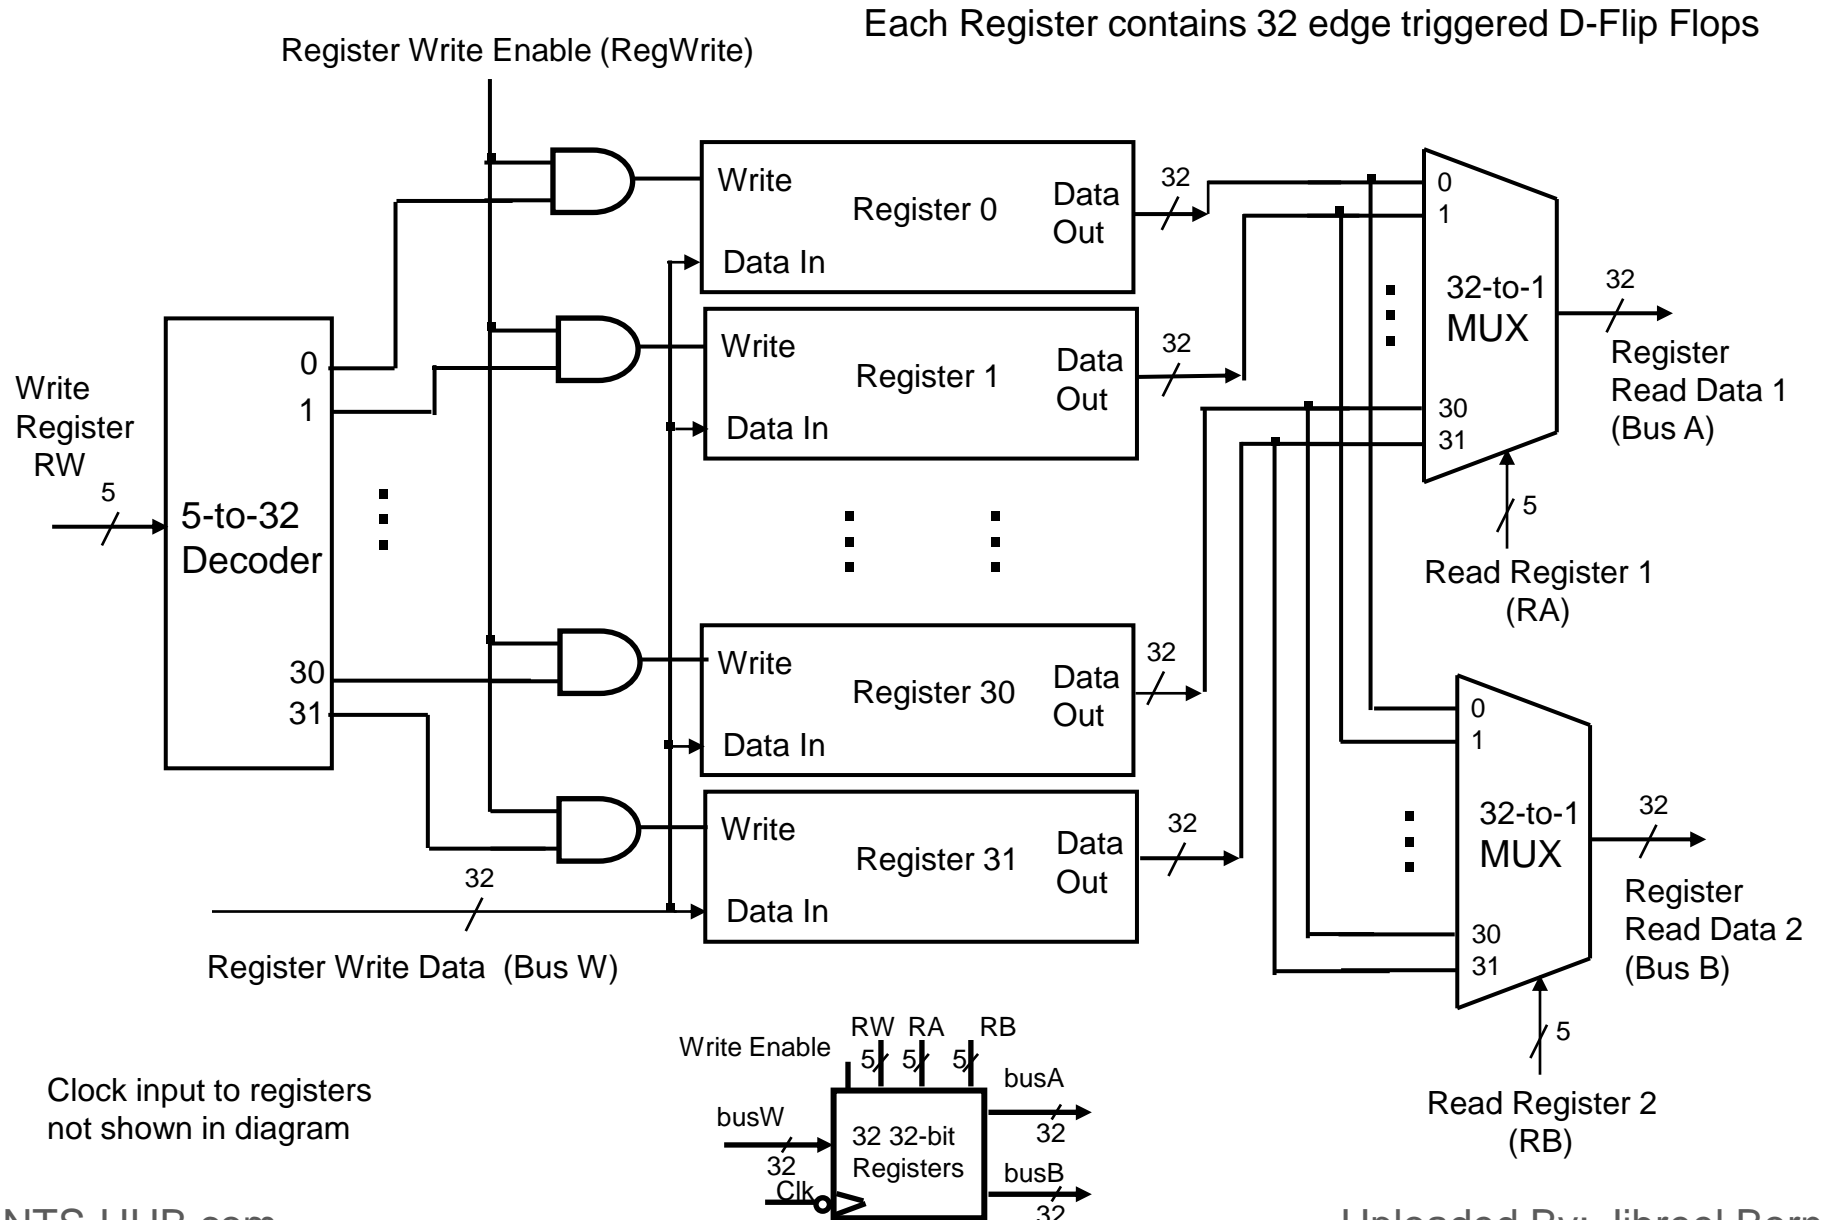 Each Register contains 32 edge triggered D-Flip Flops
Register Write Enable (RegWrite)
Write
Register 0
Data
Out
Data In
32
0
1
32-to-1
MUX
30
31
32
Register
Read Data 1
(Bus A)
5
Read Register 1
(RA)
Write
Register 1
Data
Out
Data In
32
Write
Register
RW
5
5-to-32
Decoder
0
1
30
31
Write
Register 30
Data
Out
Data In
32
Write
Register 31
Data
Out
Data In
32
32
Register Write Data (Bus W)
0
1
32-to-1
MUX
30
31
32
Register
Read Data 2
(Bus B)
5
Read Register 2
(RB)
Clock input to registers
not shown in diagram
Write Enable
RW RA RB
5 5 5
busW
32
Clk
32 32-bit
Registers
busA
32
busB
32
Uploaded By: Jibreel